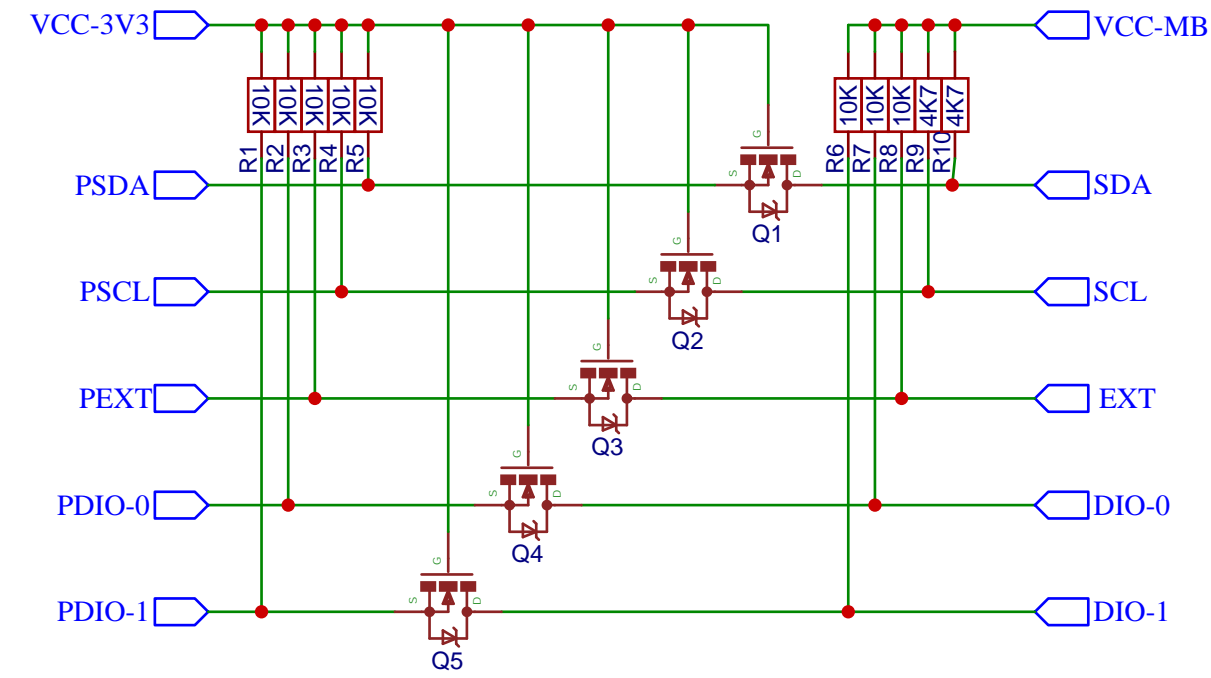 VCC-3V3 VCC-MB
10K 10K 10K 10K 10K 10K 10K 10K 4K7 4K7
R1 R2 R3 R4 R5 R6 R7 R8 R9 R10
G
PSDA S D SDA
Q1
G
PSCL S D SCL
Q2
G
PEXT S D EXT
Q3
G
PDIO-0 S D DIO-0
Q4
G
PDIO-1 S D DIO-1
Q5